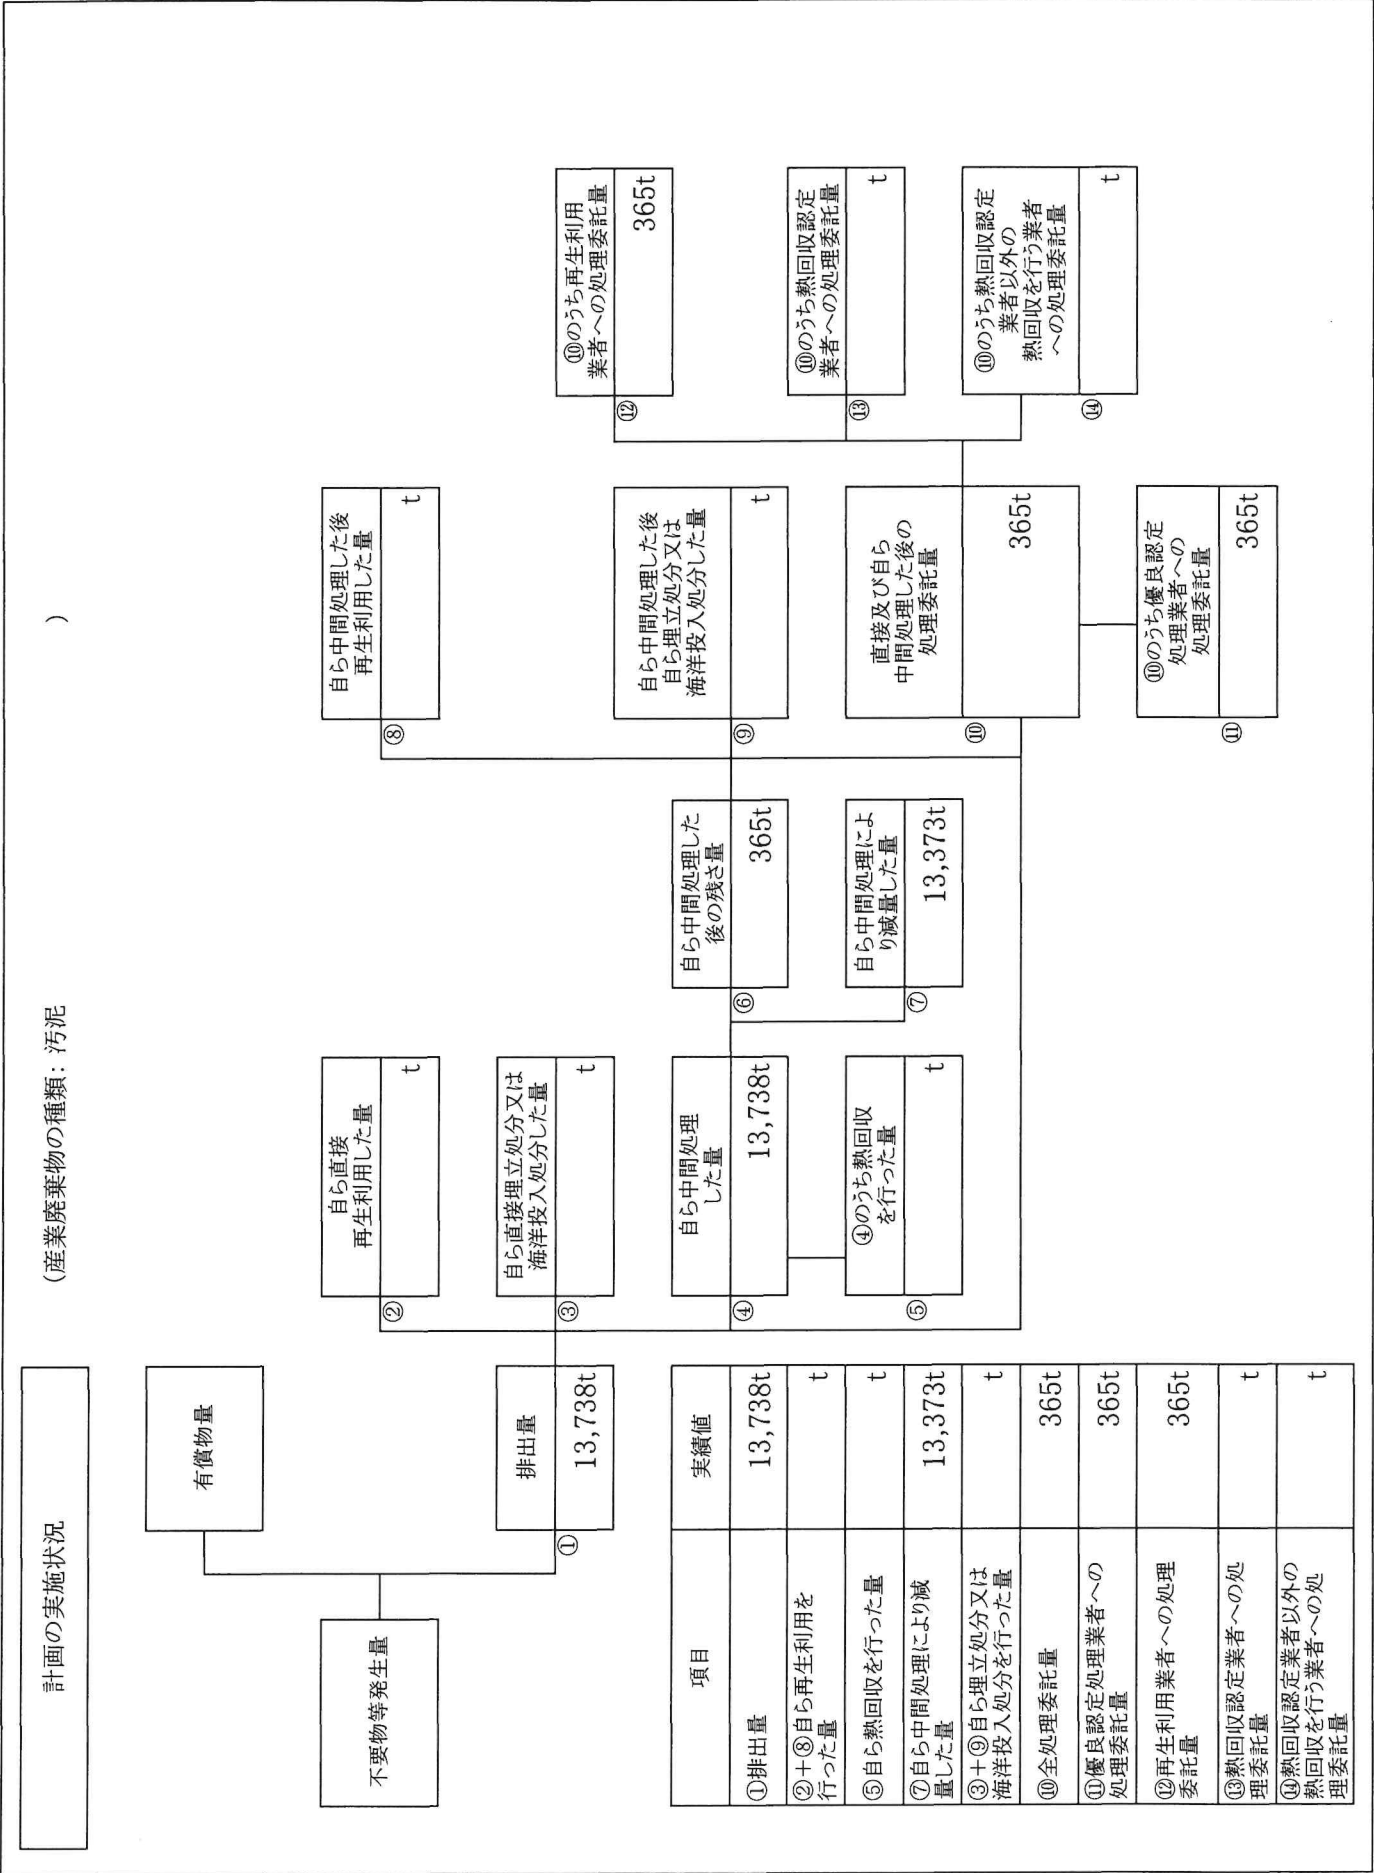 計画の実施状況
（産業廃棄物の種類：汚泥
）
不要物等発生量
有償物量
排出量
①
13,738t
自ら直接
再生利用した量
②
t
自ら直接埋立処分又は
海洋投入処分した量
③
t
自ら中間処理
した量
④
13,738t
④のうち熱回収
を行った量
⑤
t
自ら中間処理した
後の残さ量
⑥
365t
自ら中間処理によ
り減量した量
⑦
13,373t
自ら中間処理した後
再生利用した量
⑧
t
自ら中間処理した後
自ら埋立処分又は
海洋投入処分した量
⑨
t
直接及び自ら
中間処理した後の
処理委託量
⑩
365t
⑩のうち優良認定
処理業者への
処理委託量
⑪
365t
⑩のうち再生利用
業者への処理委託量
⑫
365t
⑩のうち熱回収認定
業者への処理委託量
⑬
t
⑩のうち熱回収認定
業者以外の
熱回収を行う業者
への処理委託量
⑭
t
項目 実績値
①排出量 13,738t
②＋⑧自ら再生利用を
行った量 t
⑤自ら熱回収を行った量 t
⑦自ら中間処理により減
量した量 13,373t
③＋⑨自ら埋立処分又は
海洋投入処分を行った量 t
⑩全処理委託量 365t
⑪優良認定処理業者への
処理委託量 365t
⑫再生利用業者への処理
委託量 365t
⑬熱回収認定業者への処
理委託量 t
⑭熱回収認定業者以外の
熱回収を行う業者への処
理委託量 t